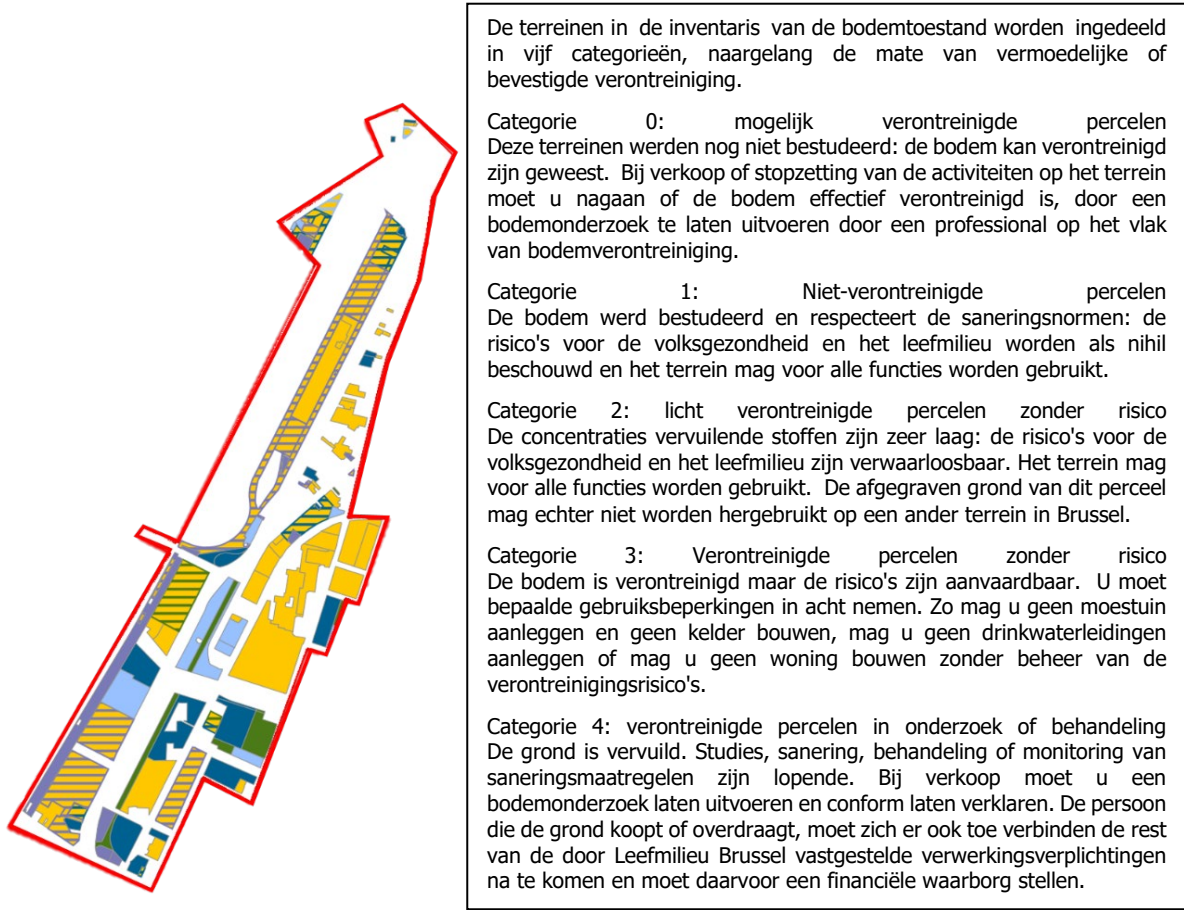 De terreinen in de inventaris van de bodemtoestand worden ingedeeld
in vijf categorieën, naargelang de mate van vermoedelijke of
bevestigde verontreiniging.
Categorie 0: mogelijk verontreinigde percelen
Deze terreinen werden nog niet bestudeerd: de bodem kan verontreinigd
zijn geweest. Bij verkoop of stopzetting van de activiteiten op het terrein
moet u nagaan of de bodem effectief verontreinigd is, door een
bodemonderzoek te laten uitvoeren door een professional op het vlak
van bodemverontreiniging.
Categorie 1: Niet-verontreinigde percelen
De bodem werd bestudeerd en respecteert de saneringsnormen: de
risico's voor de volksgezondheid en het leefmilieu worden als nihil
beschouwd en het terrein mag voor alle functies worden gebruikt.
Categorie 2: licht verontreinigde percelen zonder risico
De concentraties vervuilende stoffen zijn zeer laag: de risico's voor de
volksgezondheid en het leefmilieu zijn verwaarloosbaar. Het terrein mag
voor alle functies worden gebruikt. De afgegraven grond van dit perceel
mag echter niet worden hergebruikt op een ander terrein in Brussel.
Categorie 3: Verontreinigde percelen zonder risico
De bodem is verontreinigd maar de risico's zijn aanvaardbaar. U moet
bepaalde gebruiksbeperkingen in acht nemen. Zo mag u geen moestuin
aanleggen en geen kelder bouwen, mag u geen drinkwaterleidingen
aanleggen of mag u geen woning bouwen zonder beheer van de
verontreinigingsrisico's.
Categorie 4: verontreinigde percelen in onderzoek of behandeling
De grond is vervuild. Studies, sanering, behandeling of monitoring van
saneringsmaatregelen zijn lopende. Bij verkoop moet u een
bodemonderzoek laten uitvoeren en conform laten verklaren. De persoon
die de grond koopt of overdraagt, moet zich er ook toe verbinden de rest
van de door Leefmilieu Brussel vastgestelde verwerkingsverplichtingen
na te komen en moet daarvoor een financiële waarborg stellen.